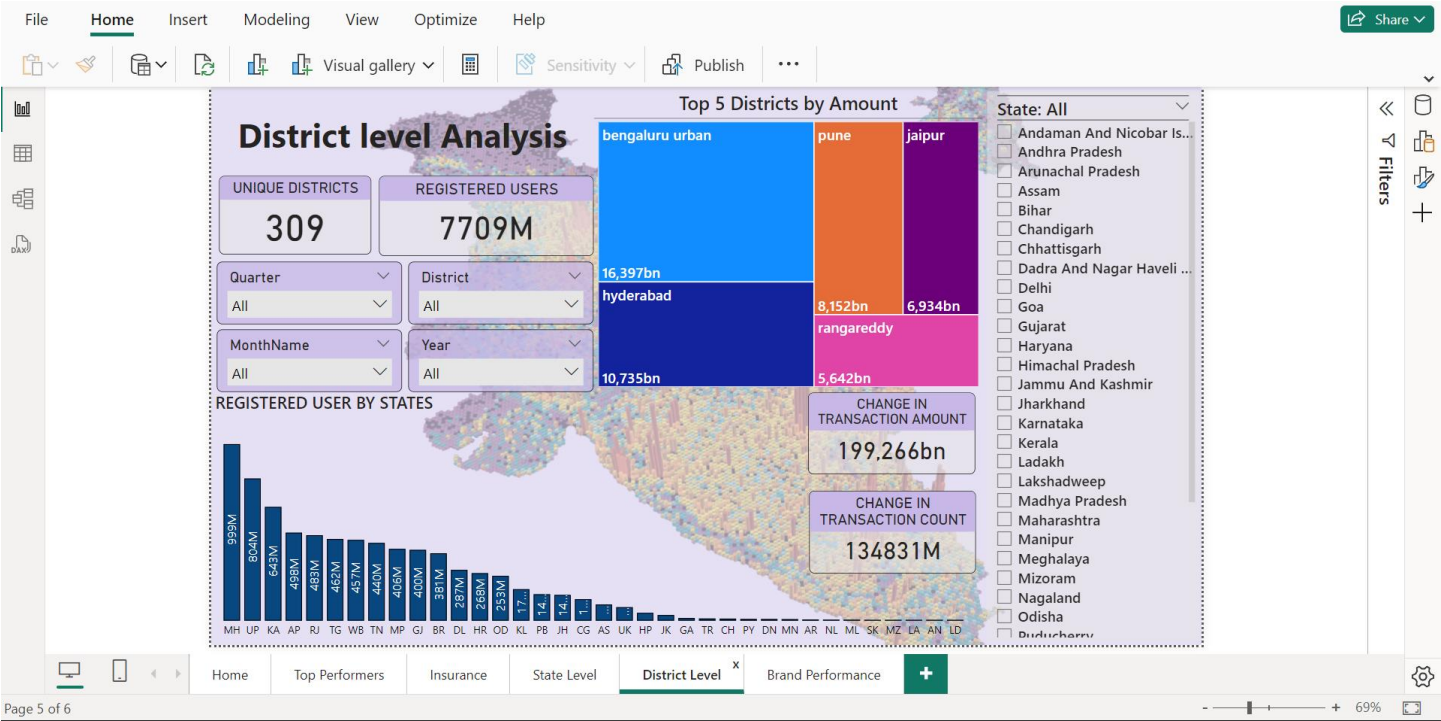 File Home Insert Modeling View Optimize Help Share
Visual gallery Sensitivity Publish ...
District level Analysis
UNIQUE DISTRICTS
309
REGISTERED USERS
7709M
Quarter
All
District
All
MonthName
All
Year
All
Top 5 Districts by Amount
bengaluru urban
16,397bn
hyderabad
10,735bn
pune
8,152bn
jaipur
6,934bn
rangareddy
5,642bn
REGISTERED USER BY STATES
999M
804M
643M
498M
483M
462M
457M
440M
406M
400M
381M
287M
268M
253M
17...
14...
14...
1...
...
...
MH UP KA AP RJ TG WB TN MP GJ BR DL HR OD KL PB JH CG AS UK HP JK GA TR CH PY DN MN AR NL ML SK MZ LA AN LD
CHANGE IN
TRANSACTION AMOUNT
199,266bn
CHANGE IN
TRANSACTION COUNT
134831M
State: All
Andaman And Nicobar Is...
Andhra Pradesh
Arunachal Pradesh
Assam
Bihar
Chandigarh
Chhattisgarh
Dadra And Nagar Haveli ...
Delhi
Goa
Gujarat
Haryana
Himachal Pradesh
Jammu And Kashmir
Jharkhand
Karnataka
Kerala
Ladakh
Lakshadweep
Madhya Pradesh
Maharashtra
Manipur
Meghalaya
Mizoram
Nagaland
Odisha
Puducherry
Filters
DAX
Home Top Performers Insurance State Level District Level x Brand Performance +
Page 5 of 6
- + 69%